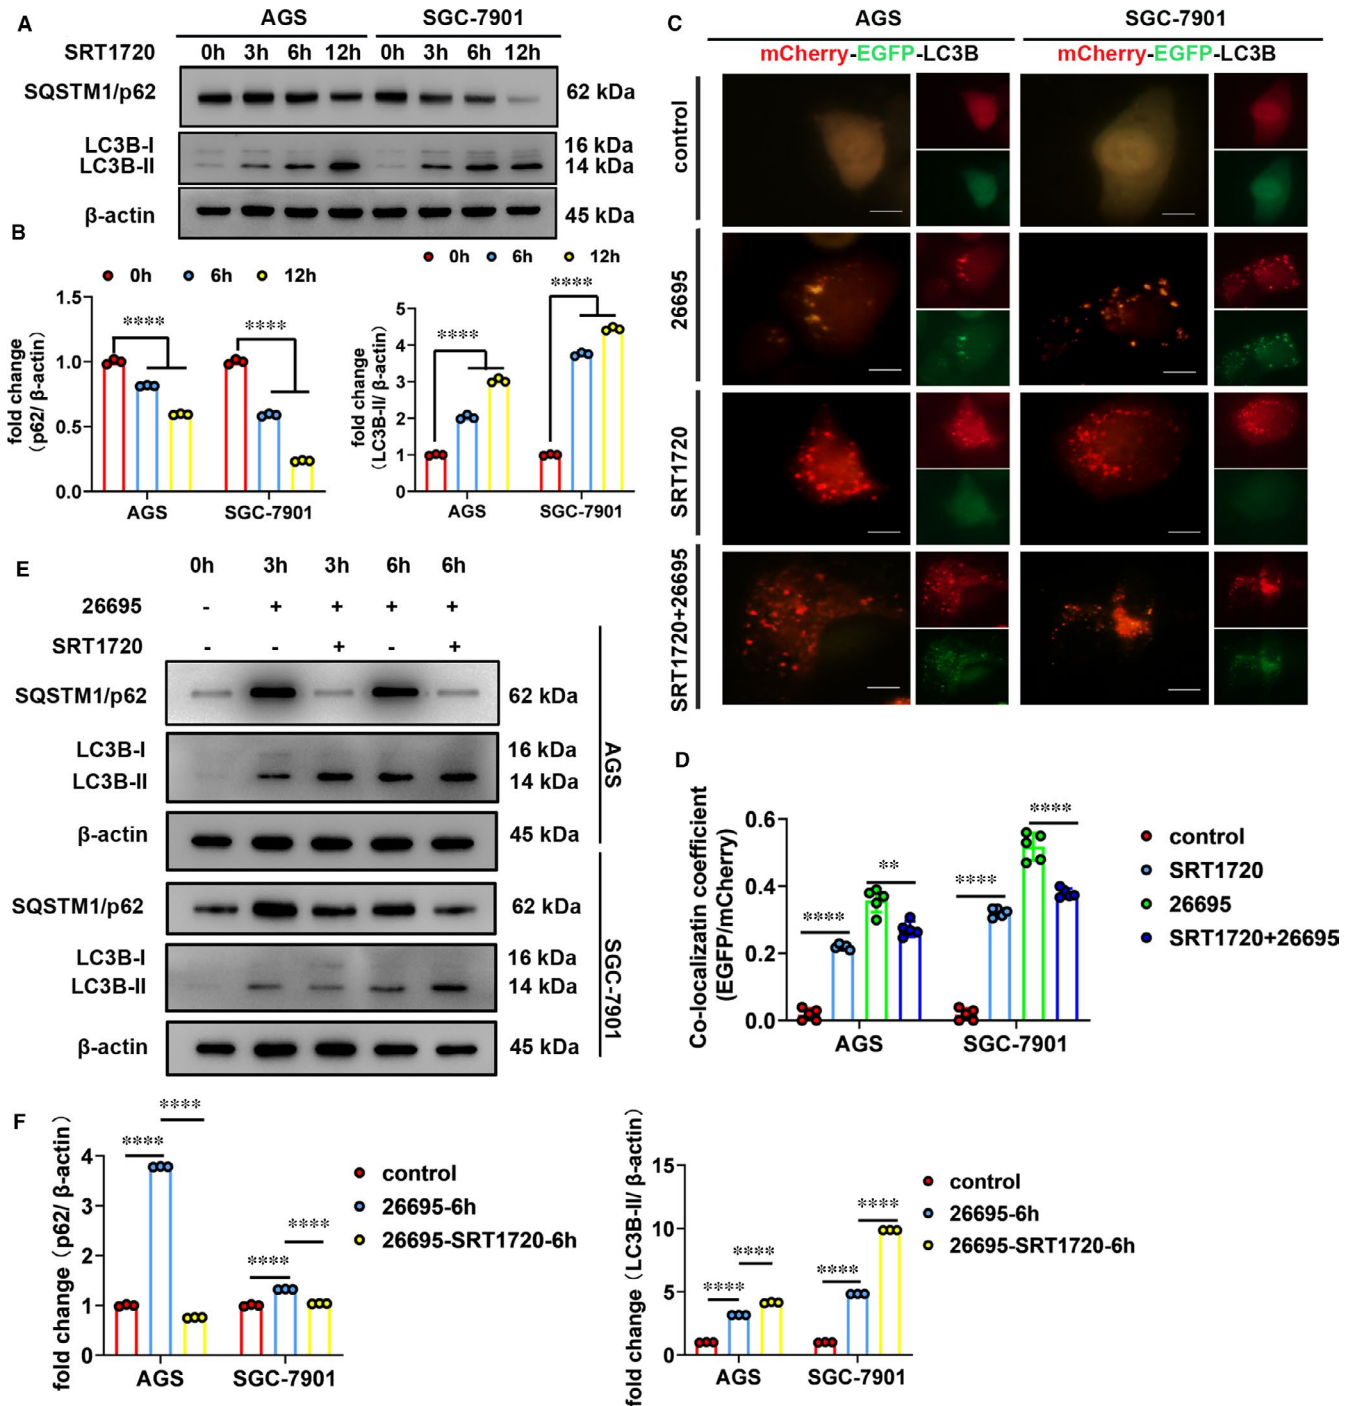 A
AGS SGC-7901
SRT1720 0h 3h 6h 12h 0h 3h 6h 12h
SQSTM1/p62 62 kDa
LC3B-I 16 kDa
LC3B-II 14 kDa
β-actin 45 kDa
B
0h 6h 12h
fold change
(p62/ β-actin)
1.5
1.0
0.5
0.0
**** ****
AGS SGC-7901
0h 6h 12h
fold change
(LC3B-II/ β-actin)
5
4
3
2
1
0
**** ****
AGS SGC-7901
C
AGS SGC-7901
mCherry-EGFP-LC3B mCherry-EGFP-LC3B
control
26695
SRT1720
SRT1720+26695
D
Co-localizatin coefficient
(EGFP/mCherry)
0.6
0.4
0.2
0.0
**** ** **** ****
AGS SGC-7901
control
SRT1720
26695
SRT1720+26695
E
0h 3h 3h 6h 6h
26695 - + + + +
SRT1720 - - + - +
SQSTM1/p62 62 kDa
LC3B-I 16 kDa
LC3B-II 14 kDa
β-actin 45 kDa
AGS
SQSTM1/p62 62 kDa
LC3B-I 16 kDa
LC3B-II 14 kDa
β-actin 45 kDa
SGC-7901
F
fold change (p62/ β-actin)
4
3
2
1
0
**** **** **** ****
AGS SGC-7901
control
26695-6h
26695-SRT1720-6h
fold change (LC3B-II/ β-actin)
15
10
5
0
**** **** **** ****
AGS SGC-7901
control
26695-6h
26695-SRT1720-6h